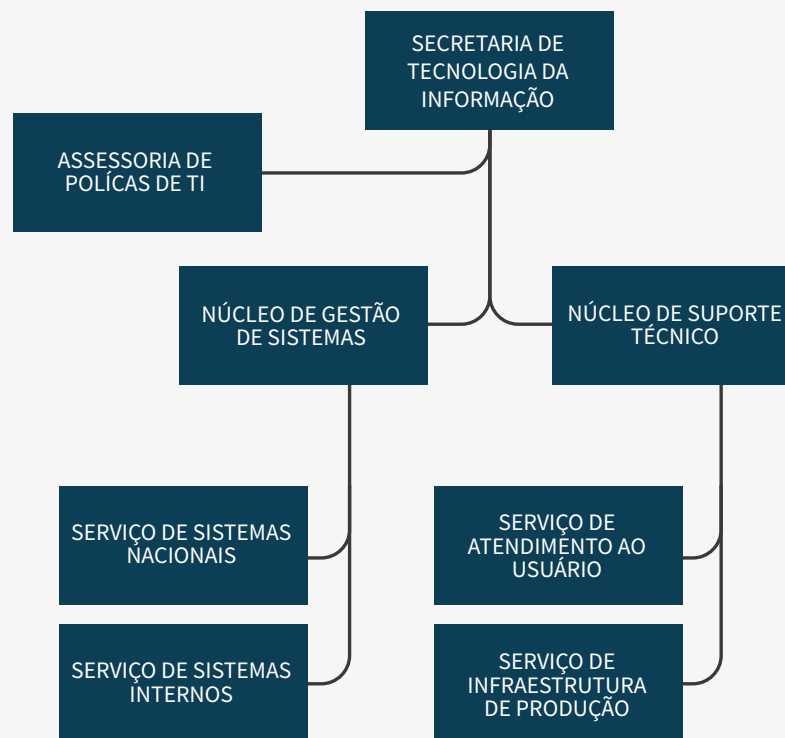 SECRETARIA DE
TECNOLOGIA DA
INFORMAÇÃO
ASSESSORIA DE
POLÍCAS DE TI
NÚCLEO DE GESTÃO
DE SISTEMAS
NÚCLEO DE SUPORTE
TÉCNICO
SERVIÇO DE SISTEMAS
NACIONAIS
SERVIÇO DE
ATENDIMENTO AO
USUÁRIO
SERVIÇO DE SISTEMAS
INTERNOS
SERVIÇO DE
INFRAESTRUTURA
DE PRODUÇÃO